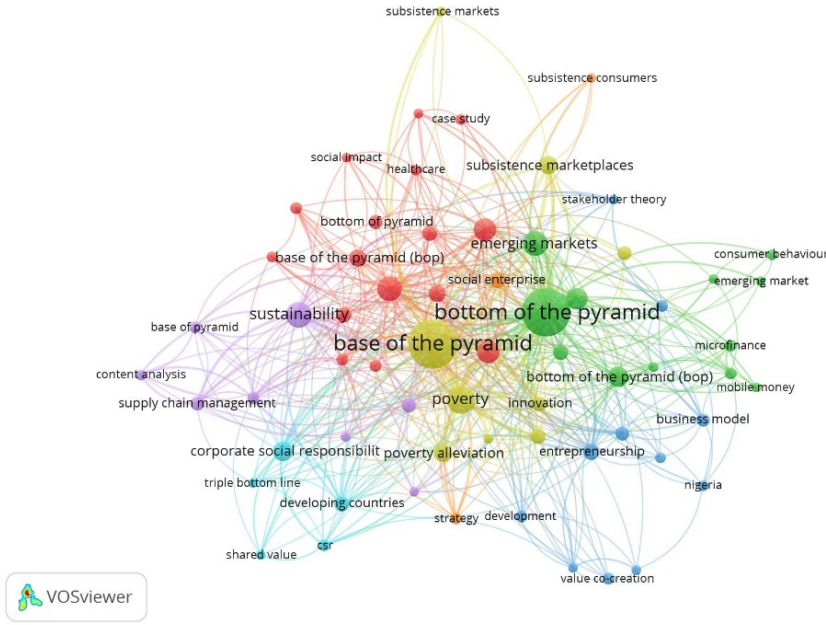 subsistence markets
subsistence consumers
case study
social impact
healthcare
subsistence marketplaces
stakeholder theory
bottom of pyramid
emerging markets
base of the pyramid (bop)
consumer behaviour
social enterprise
emerging market
sustainability
bottom of the pyramid
base of pyramid
base of the pyramid
microfinance
content analysis
bottom of the pyramid (bop)
mobile money
supply chain management
poverty
innovation
business model
corporate social responsibilit
poverty alleviation
entrepreneurship
triple bottom line
nigeria
developing countries
strategy
development
csr
shared value
value co-creation
VOSviewer